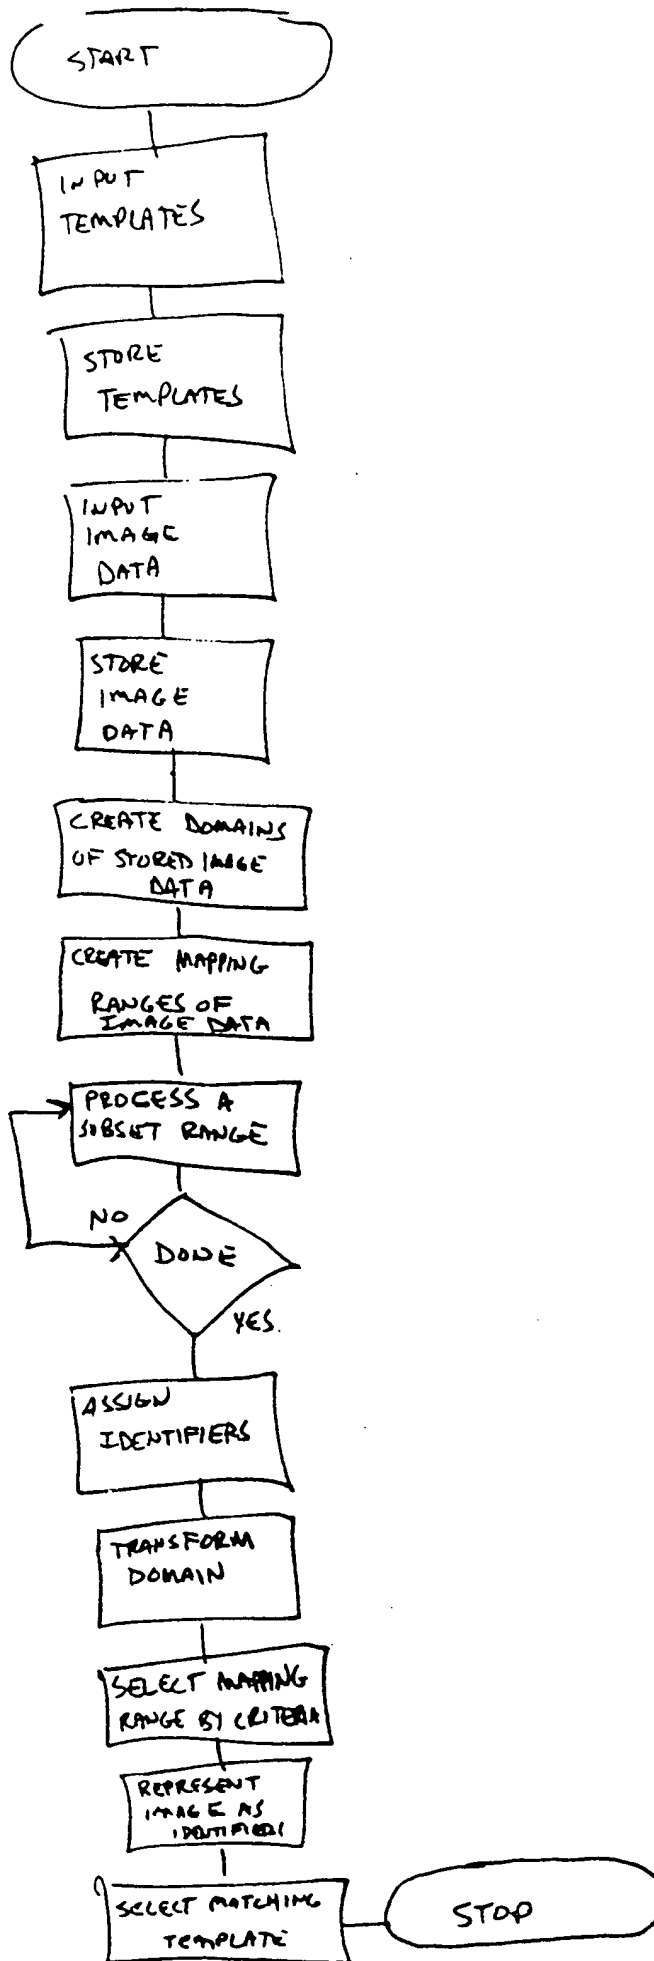 START
INPUT
TEMPLATES
STORE
TEMPLATES
INPUT
IMAGE
DATA
STORE
IMAGE
DATA
CREATE DOMAINS
OF STORED IMAGE
DATA
CREATE MAPPING
RANGES OF
IMAGE DATA
PROCESS A
SUBSET RANGE
NO
DONE
YES.
ASSIGN
IDENTIFIERS
TRANSFORM
DOMAIN
SELECT MAPPING
RANGE BY CRITERIA
REPRESENT
IMAGE AS
IDENTIFIERS
SELECT MATCHING
TEMPLATE
STOP